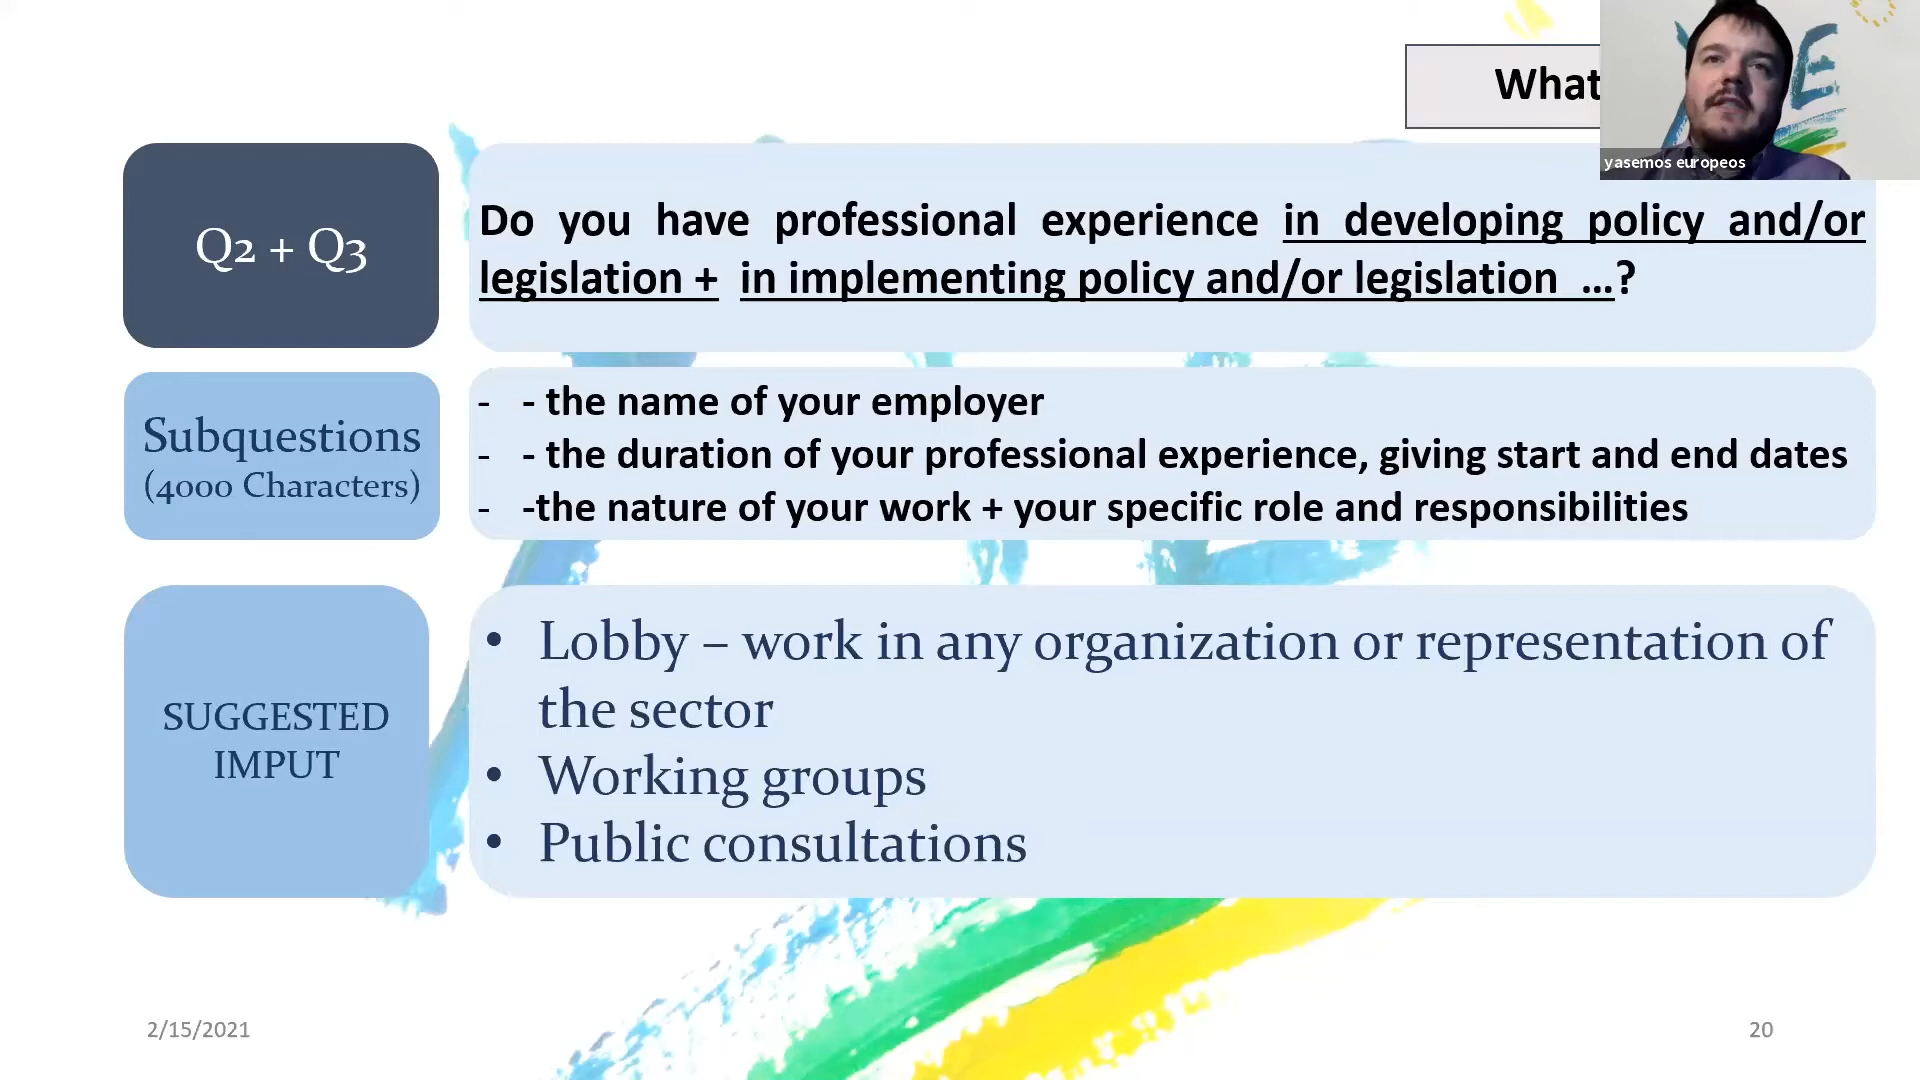 What
yasemos europeos
Q2 + Q3
Do you have professional experience in developing policy and/or
legislation + in implementing policy and/or legislation ...?
Subquestions
(4000 Characters)
- - the name of your employer
- - the duration of your professional experience, giving start and end dates
- -the nature of your work + your specific role and responsibilities
SUGGESTED
IMPUT
• Lobby – work in any organization or representation of
the sector
• Working groups
• Public consultations
2/15/2021
20